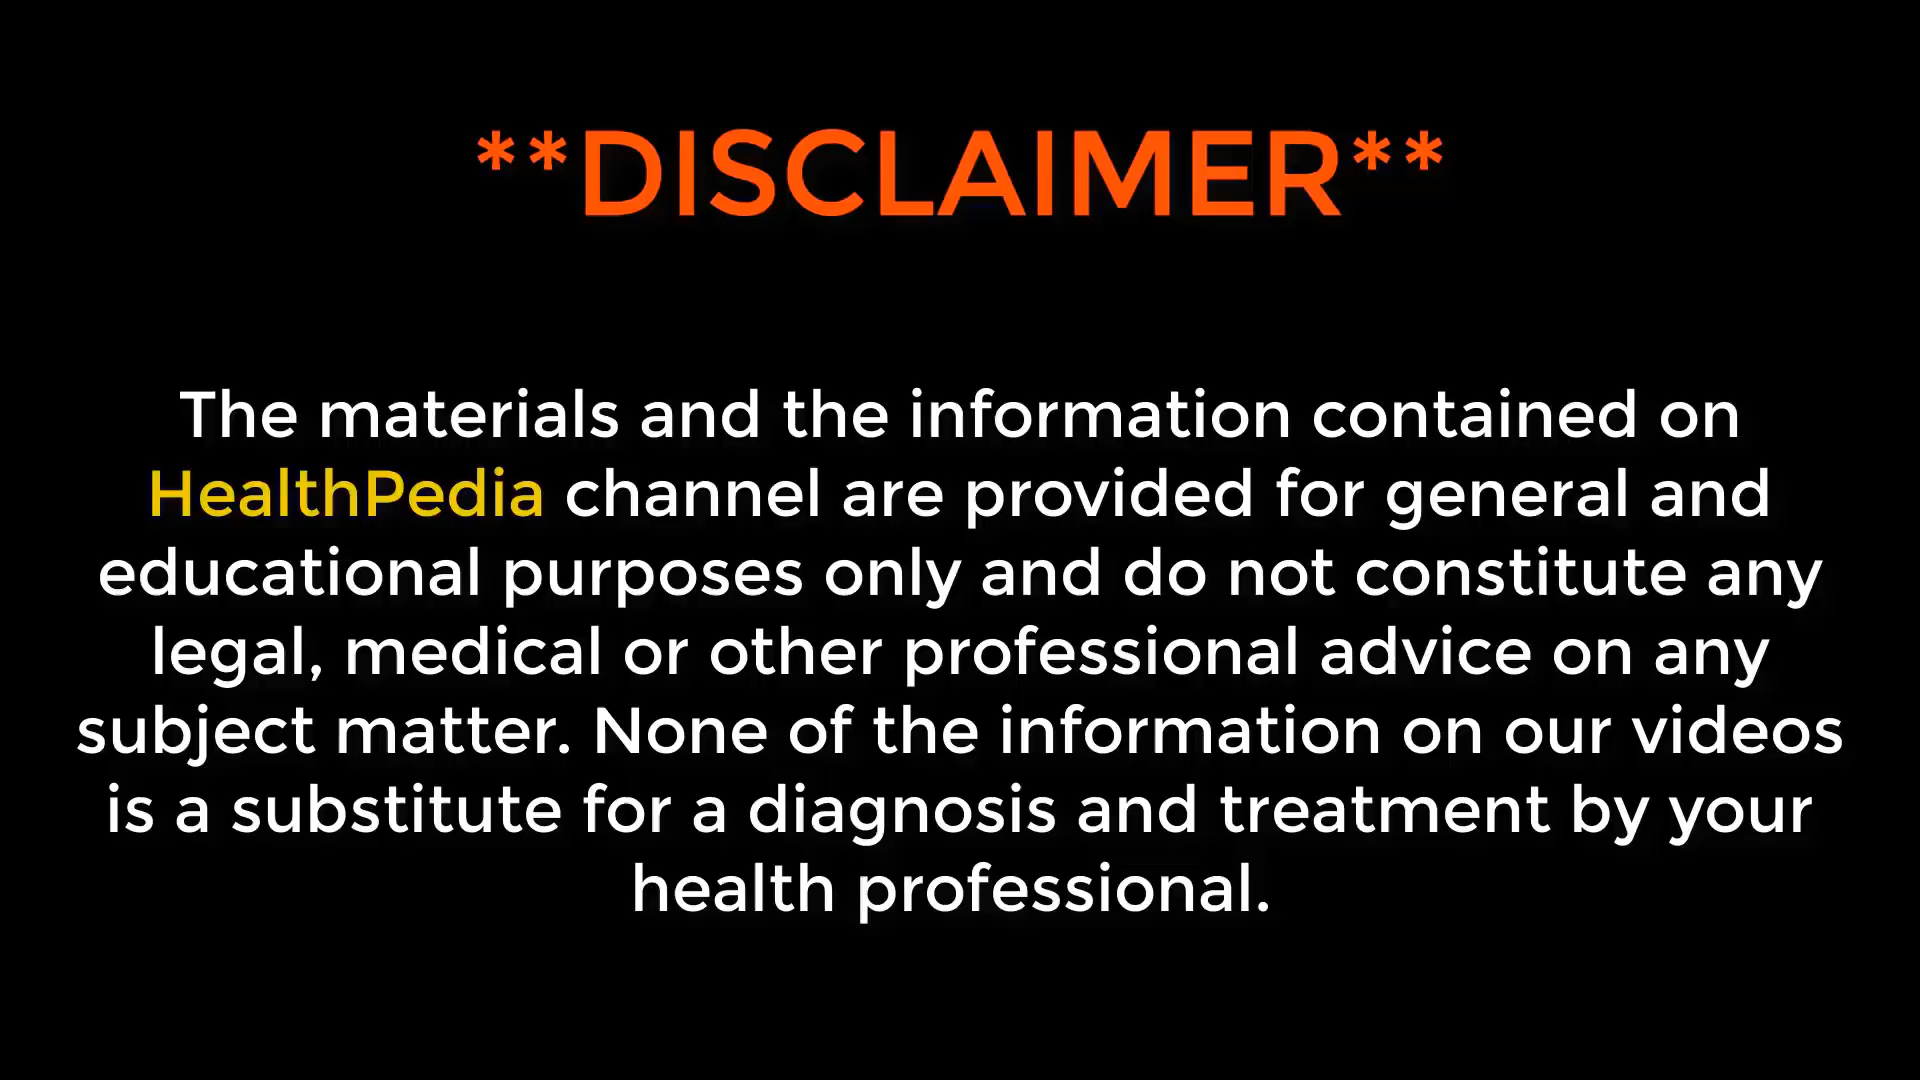 **DISCLAIMER**
The materials and the information contained on
HealthPedia channel are provided for general and
educational purposes only and do not constitute any
legal, medical or other professional advice on any
subject matter. None of the information on our videos
is a substitute for a diagnosis and treatment by your
health professional.